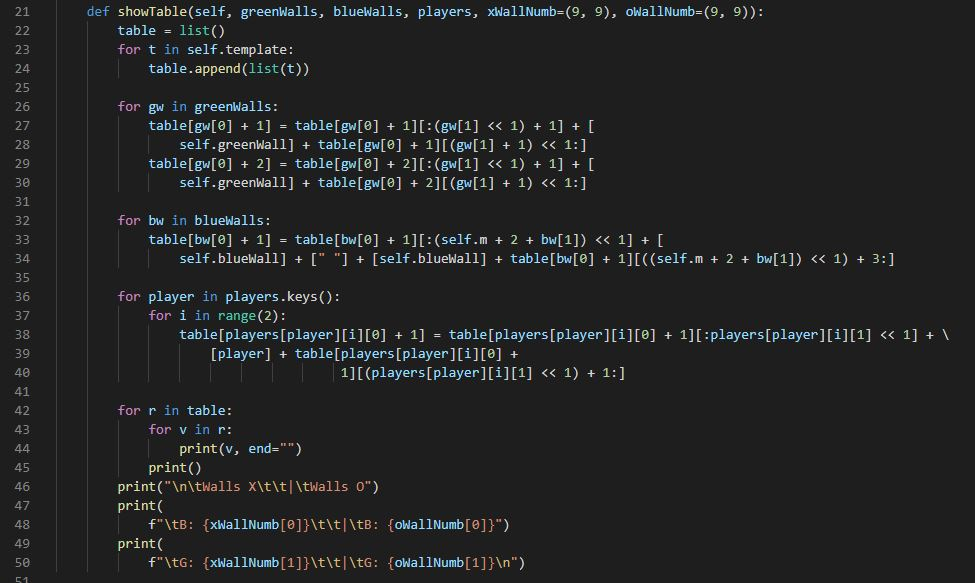 21 def showTable(self, greenWalls, blueWalls, players, xWallNumb=(9, 9), oWallNumb=(9, 9)):
22     table = list()
23     for t in self.template:
24         table.append(list(t))
25
26     for gw in greenWalls:
27         table[gw[0] + 1] = table[gw[0] + 1][:(gw[1] << 1) + 1] + [
28             self.greenWall] + table[gw[0] + 1][(gw[1] + 1) << 1:]
29         table[gw[0] + 2] = table[gw[0] + 2][:(gw[1] << 1) + 1] + [
30             self.greenWall] + table[gw[0] + 2][(gw[1] + 1) << 1:]
31
32     for bw in blueWalls:
33         table[bw[0] + 1] = table[bw[0] + 1][:(self.m + 2 + bw[1]) << 1] + [
34             self.blueWall] + [" "] + [self.blueWall] + table[bw[0] + 1][((self.m + 2 + bw[1]) << 1) + 3:]
35
36     for player in players.keys():
37         for i in range(2):
38             table[players[player][i][0] + 1] = table[players[player][i][0] + 1][:players[player][i][1] << 1] + \
39                 [player] + table[players[player][i][0] +
40                                  1][(players[player][i][1] << 1) + 1:]
41
42     for r in table:
43         for v in r:
44             print(v, end="")
45         print()
46     print("\n\tWalls X\t\t|\tWalls O")
47     print(
48         f"\tB: {xWallNumb[0]}\t\t|\tB: {oWallNumb[0]}")
49     print(
50         f"\tG: {xWallNumb[1]}\t\t|\tG: {oWallNumb[1]}\n")
51